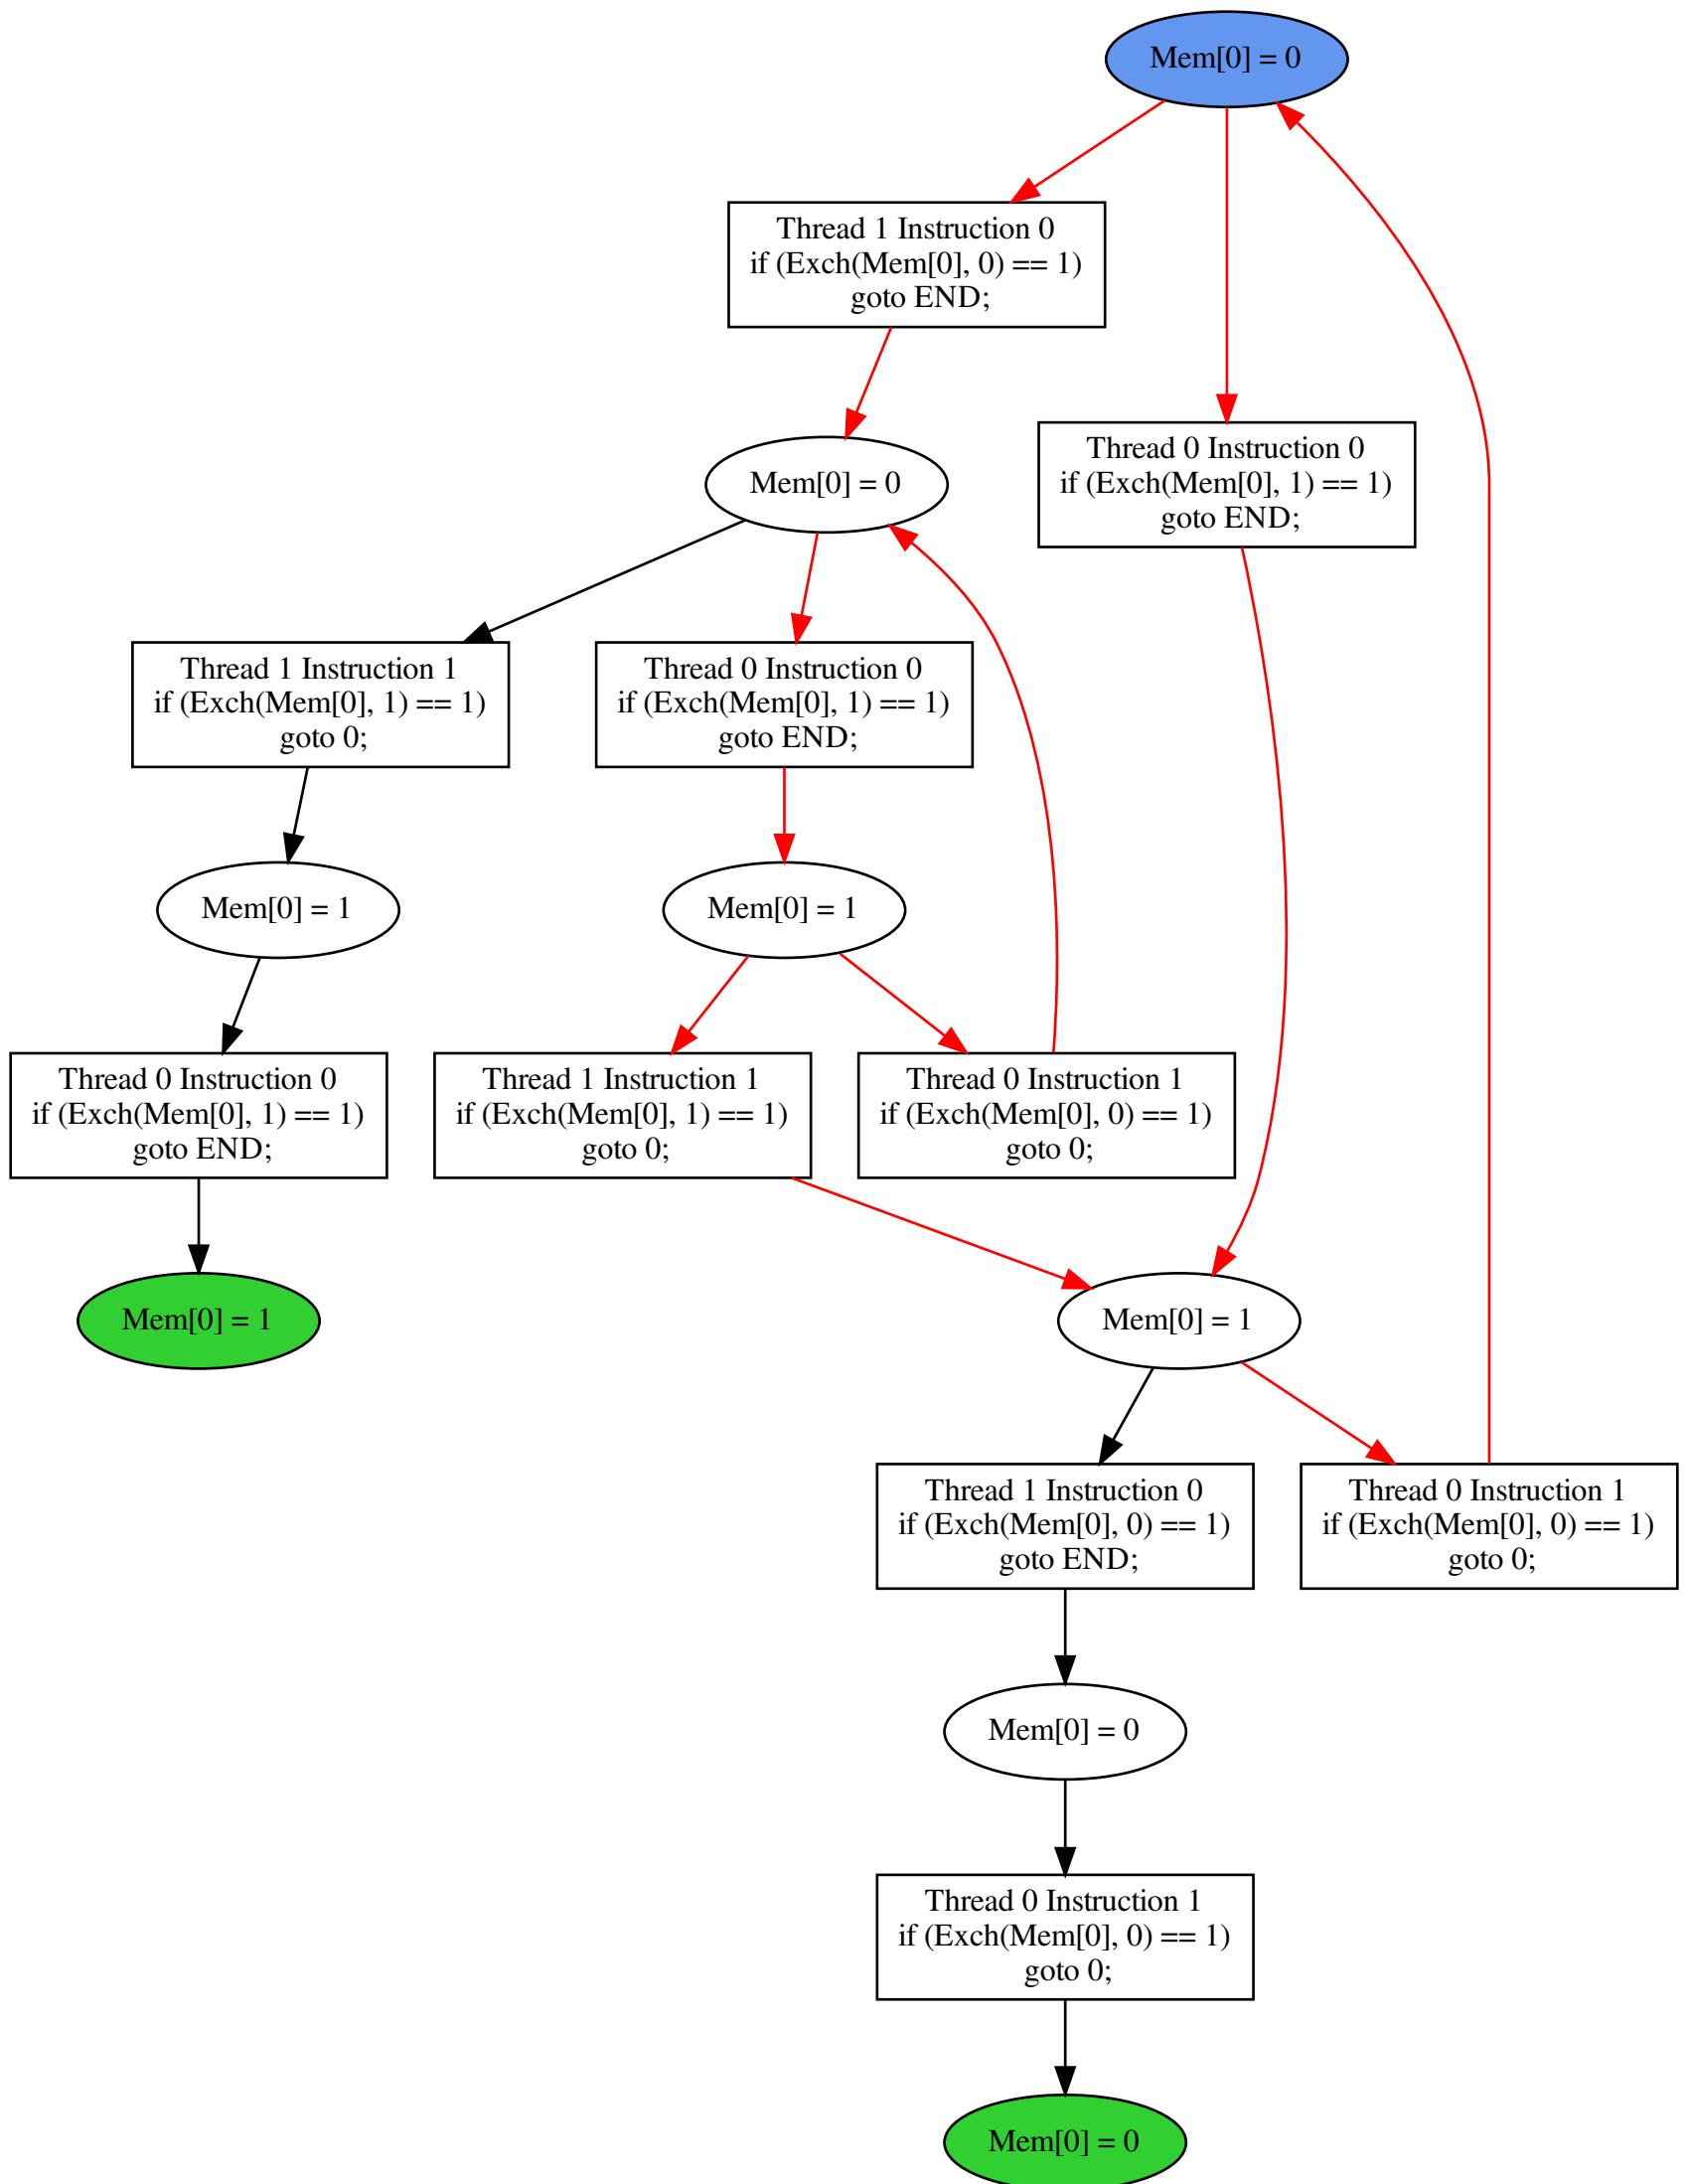 Mem[0] = 0
Thread 1 Instruction 0
if (Exch(Mem[0], 0) == 1)
goto END;
Mem[0] = 0
Thread 0 Instruction 0
if (Exch(Mem[0], 1) == 1)
goto END;
Thread 1 Instruction 1
if (Exch(Mem[0], 1) == 1)
goto 0;
Thread 0 Instruction 0
if (Exch(Mem[0], 1) == 1)
goto END;
Mem[0] = 1
Mem[0] = 1
Thread 0 Instruction 0
if (Exch(Mem[0], 1) == 1)
goto END;
Thread 1 Instruction 1
if (Exch(Mem[0], 1) == 1)
goto 0;
Thread 0 Instruction 1
if (Exch(Mem[0], 0) == 1)
goto 0;
Mem[0] = 1
Mem[0] = 1
Thread 1 Instruction 0
if (Exch(Mem[0], 0) == 1)
goto END;
Thread 0 Instruction 1
if (Exch(Mem[0], 0) == 1)
goto 0;
Mem[0] = 0
Thread 0 Instruction 1
if (Exch(Mem[0], 0) == 1)
goto 0;
Mem[0] = 0